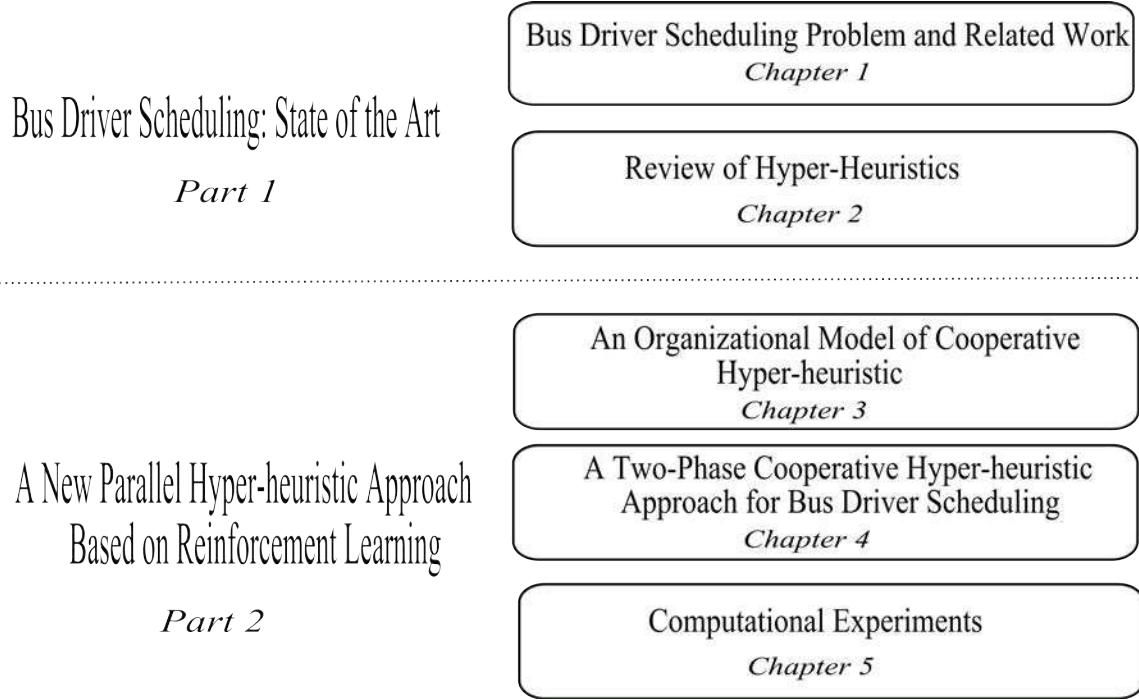 Bus Driver Scheduling: State of the Art
Part 1
Bus Driver Scheduling Problem and Related Work
Chapter 1
Review of Hyper-Heuristics
Chapter 2
A New Parallel Hyper-heuristic Approach
Based on Reinforcement Learning
Part 2
An Organizational Model of Cooperative
Hyper-heuristic
Chapter 3
A Two-Phase Cooperative Hyper-heuristic
Approach for Bus Driver Scheduling
Chapter 4
Computational Experiments
Chapter 5